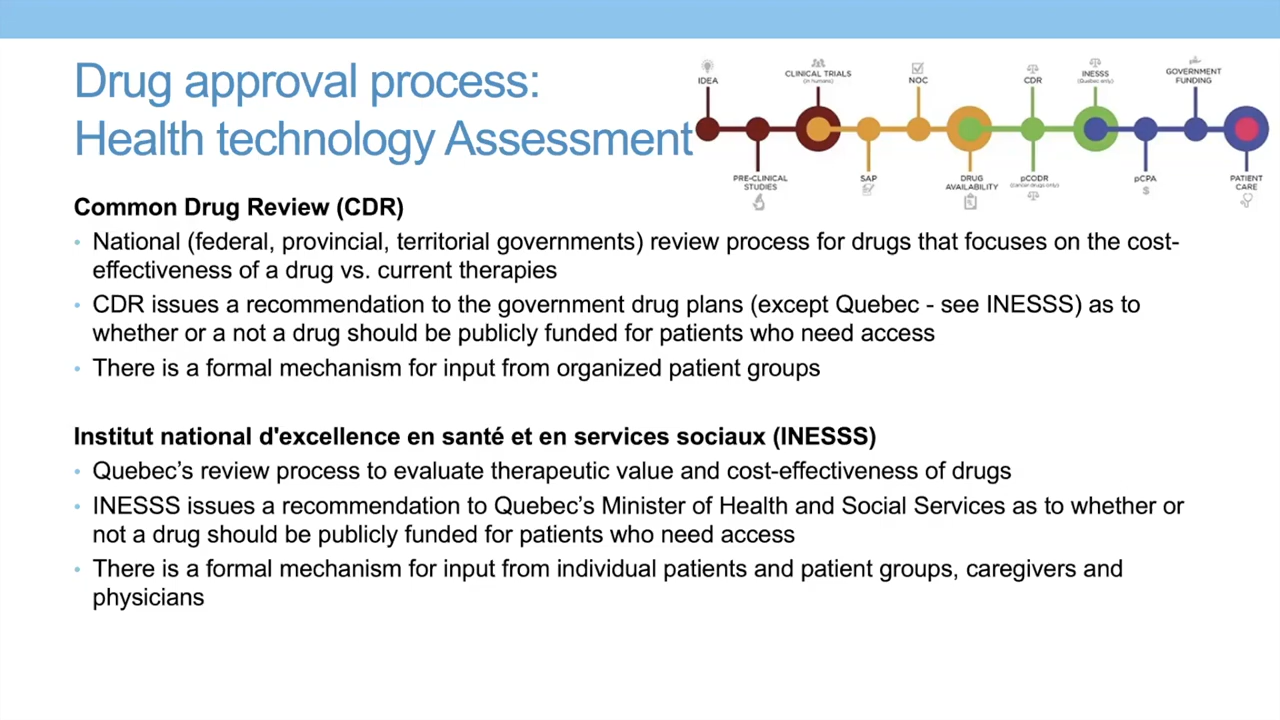 Drug approval process:
Health technology Assessment
IDEA
CLINICAL TRIALS
(in humans)
NOC
CDR
INESSS
(Quebec only)
GOVERNMENT
FUNDING
PRE-CLINICAL
STUDIES
SAP
DRUG
AVAILABILITY
pCODR
(cancer drugs only)
pCPA
$
PATIENT
CARE
Common Drug Review (CDR)
• National (federal, provincial, territorial governments) review process for drugs that focuses on the cost-
effectiveness of a drug vs. current therapies
• CDR issues a recommendation to the government drug plans (except Quebec - see INESSS) as to
whether or a not a drug should be publicly funded for patients who need access
• There is a formal mechanism for input from organized patient groups
Institut national d'excellence en santé et en services sociaux (INESSS)
• Quebec’s review process to evaluate therapeutic value and cost-effectiveness of drugs
• INESSS issues a recommendation to Quebec’s Minister of Health and Social Services as to whether or
not a drug should be publicly funded for patients who need access
• There is a formal mechanism for input from individual patients and patient groups, caregivers and
physicians